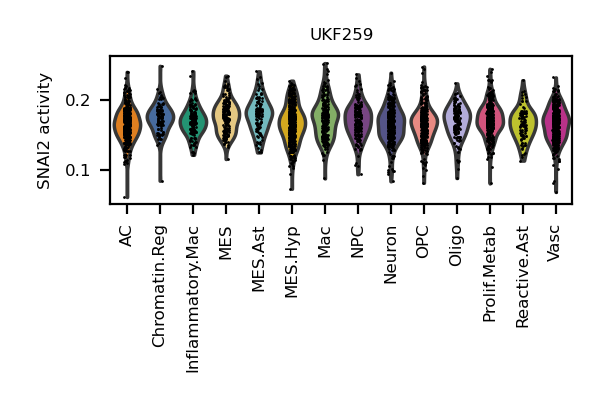 UKF259
SNAI2 activity
0.2
0.1
AC
Chromatin.Reg
Inflammatory.Mac
MES
MES.Ast
MES.Hyp
Mac
NPC
Neuron
OPC
Oligo
Prolif.Metab
Reactive.Ast
Vasc